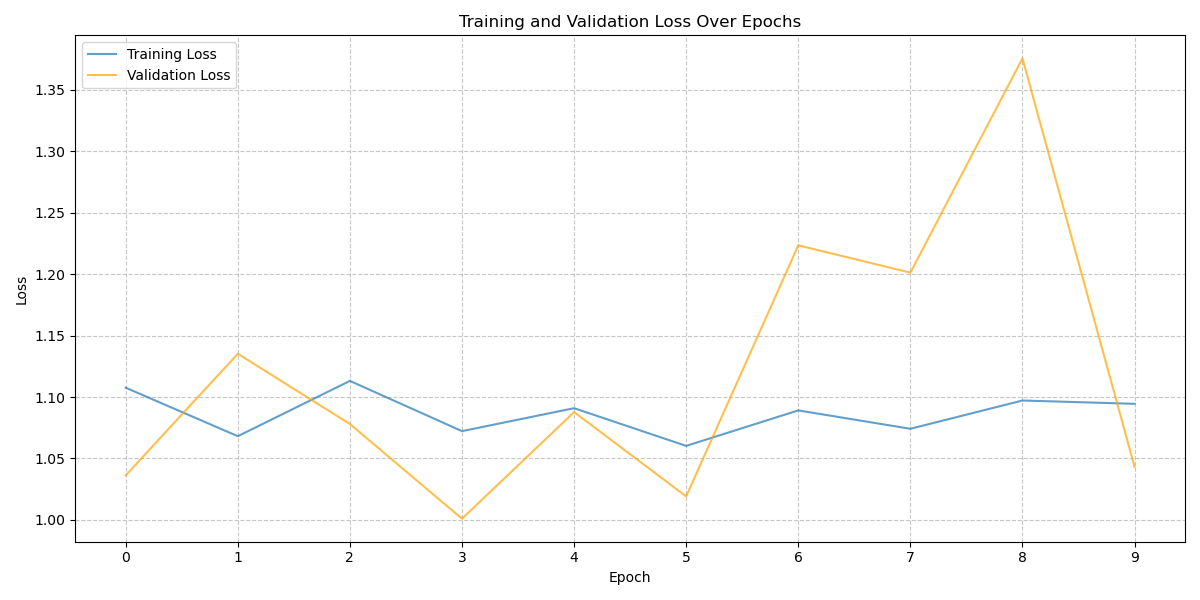 Training and Validation Loss Over Epochs
Training Loss
Validation Loss
1.35
1.30
1.25
1.20
1.15
1.10
1.05
1.00
Loss
0 1 2 3 4 5 6 7 8 9
Epoch